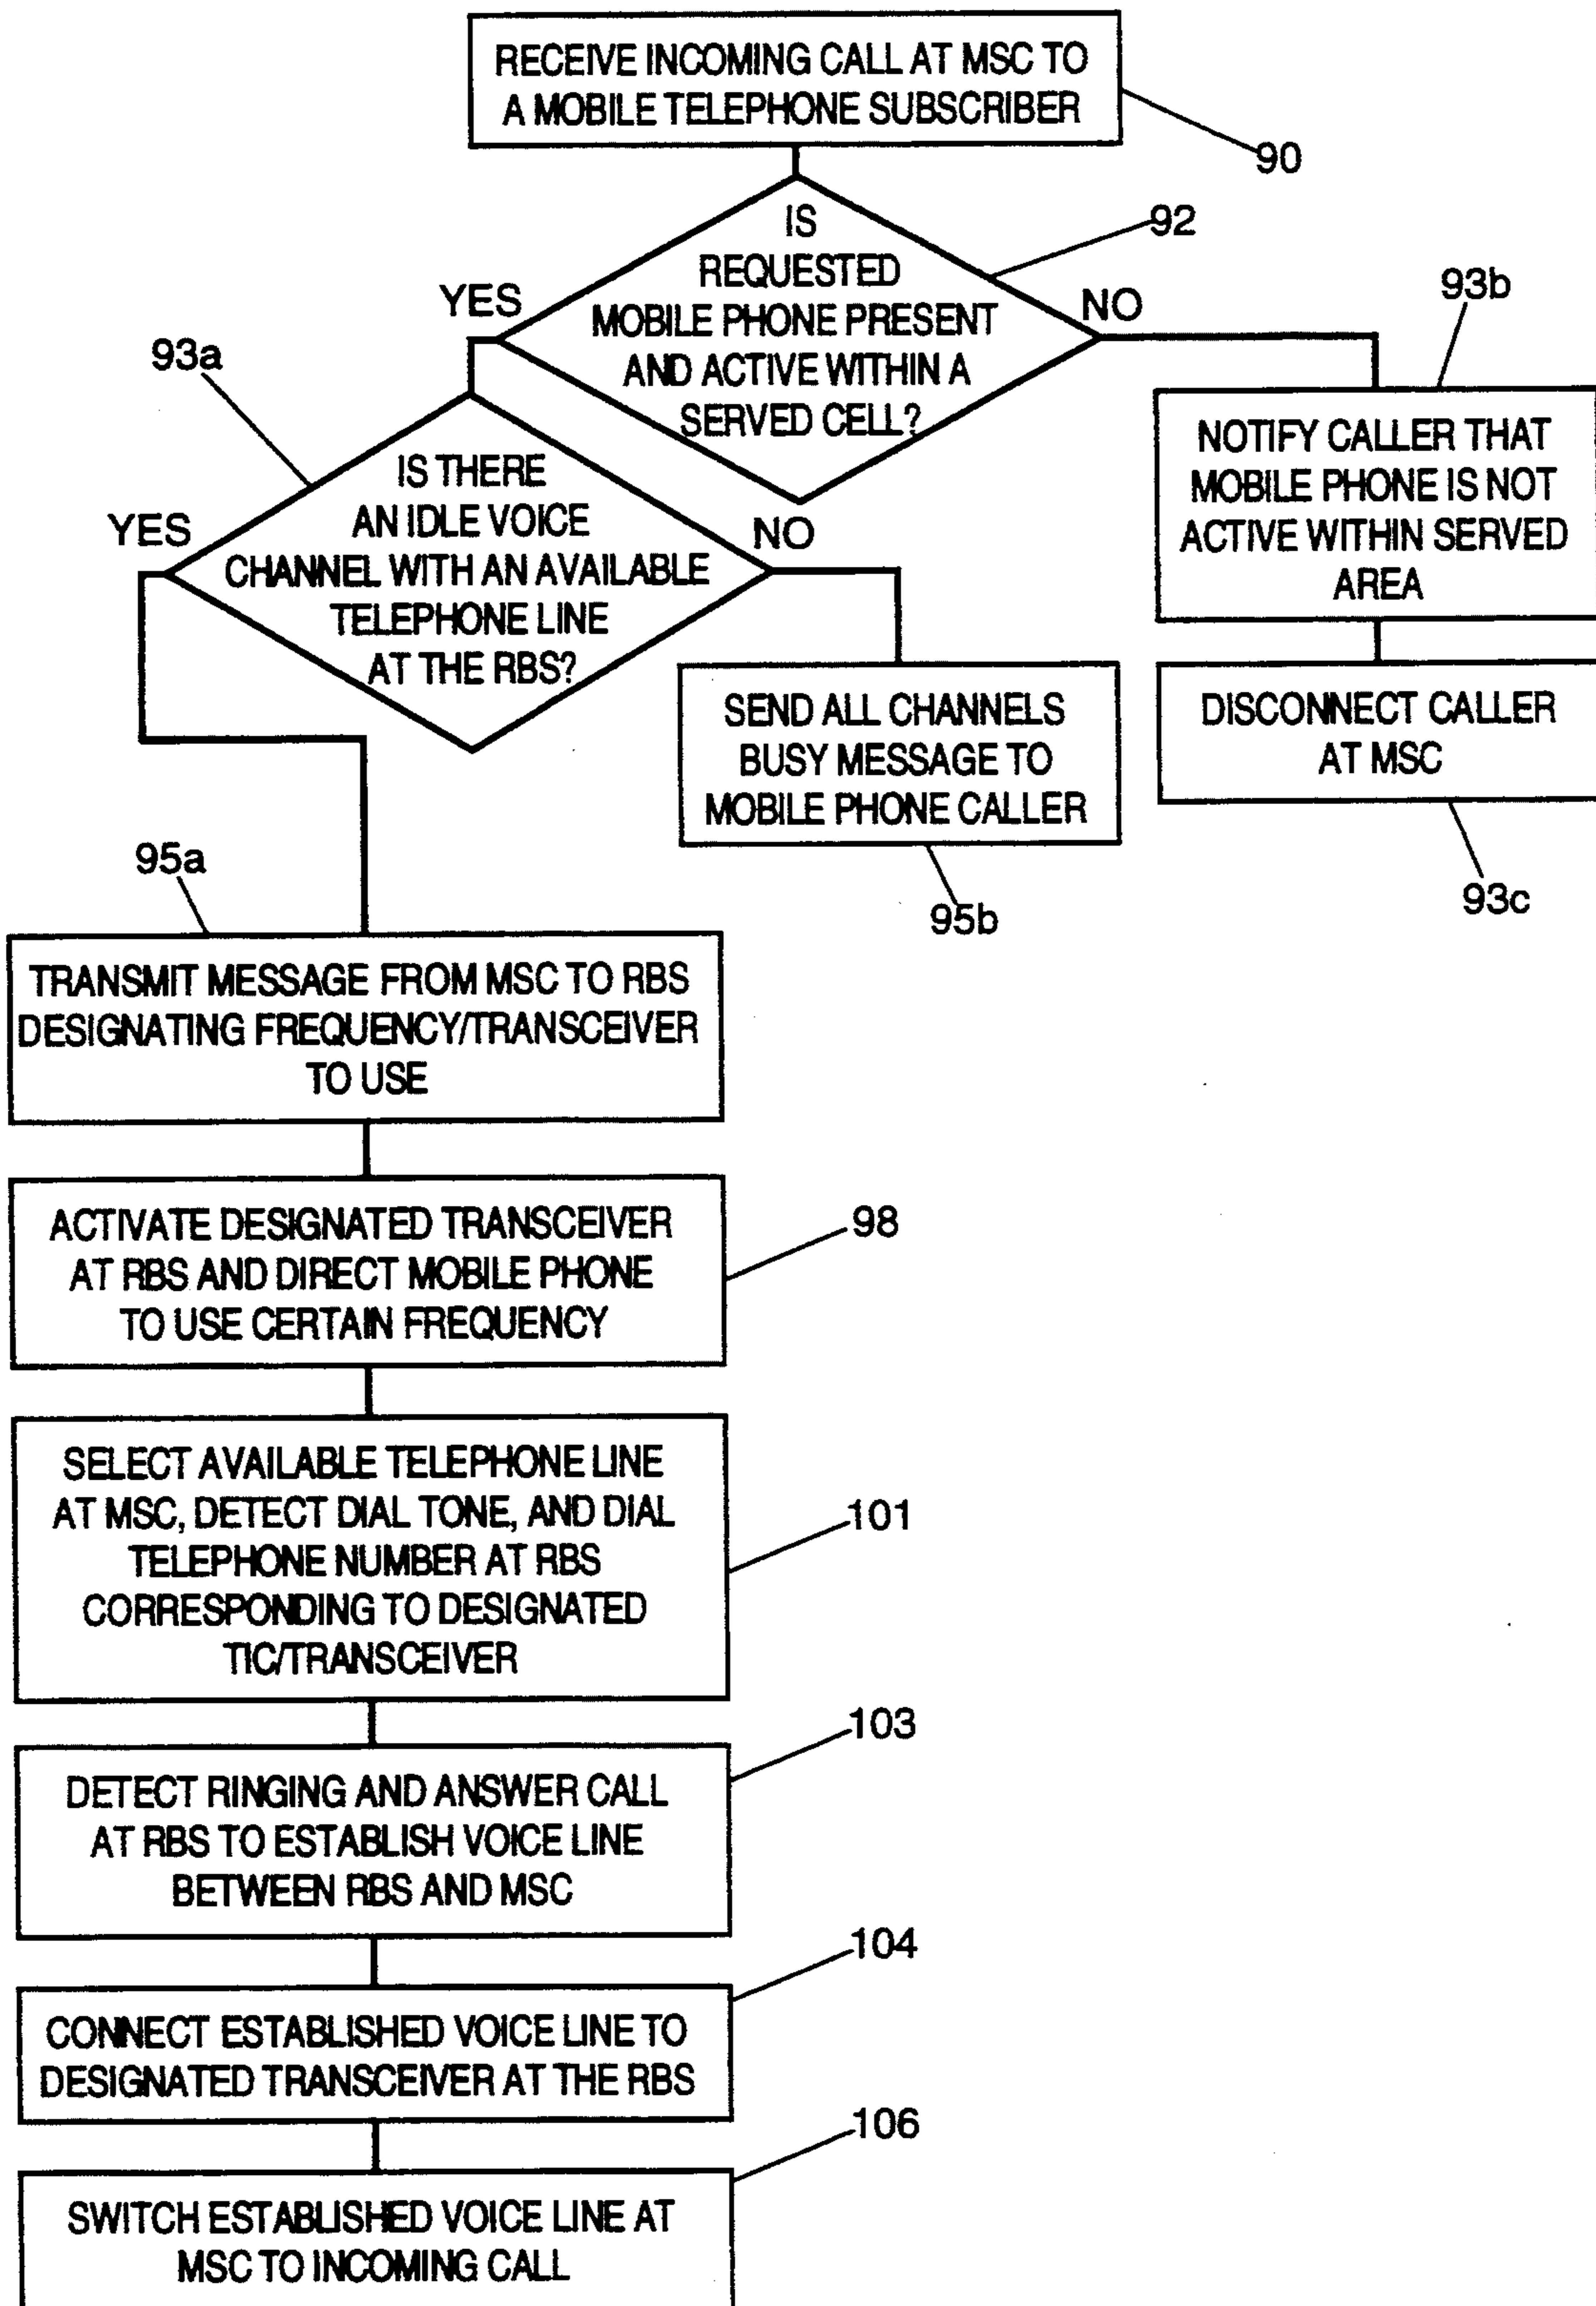 RECEIVE INCOMING CALL AT MSC TO
A MOBILE TELEPHONE SUBSCRIBER
90
IS
REQUESTED
MOBILE PHONE PRESENT
AND ACTIVE WITHIN A
SERVED CELL?
92
YES
NO
93b
93a
NOTIFY CALLER THAT
MOBILE PHONE IS NOT
ACTIVE WITHIN SERVED
AREA
IS THERE
AN IDLE VOICE
CHANNEL WITH AN AVAILABLE
TELEPHONE LINE
AT THE RBS?
YES
NO
SEND ALL CHANNELS
BUSY MESSAGE TO
MOBILE PHONE CALLER
DISCONNECT CALLER
AT MSC
95a
95b
93c
TRANSMIT MESSAGE FROM MSC TO RBS
DESIGNATING FREQUENCY/TRANSCEIVER
TO USE
ACTIVATE DESIGNATED TRANSCEIVER
AT RBS AND DIRECT MOBILE PHONE
TO USE CERTAIN FREQUENCY
98
SELECT AVAILABLE TELEPHONE LINE
AT MSC, DETECT DIAL TONE, AND DIAL
TELEPHONE NUMBER AT RBS
CORRESPONDING TO DESIGNATED
TIC/TRANSCEIVER
101
103
DETECT RINGING AND ANSWER CALL
AT RBS TO ESTABLISH VOICE LINE
BETWEEN RBS AND MSC
104
CONNECT ESTABLISHED VOICE LINE TO
DESIGNATED TRANSCEIVER AT THE RBS
106
SWITCH ESTABLISHED VOICE LINE AT
MSC TO INCOMING CALL